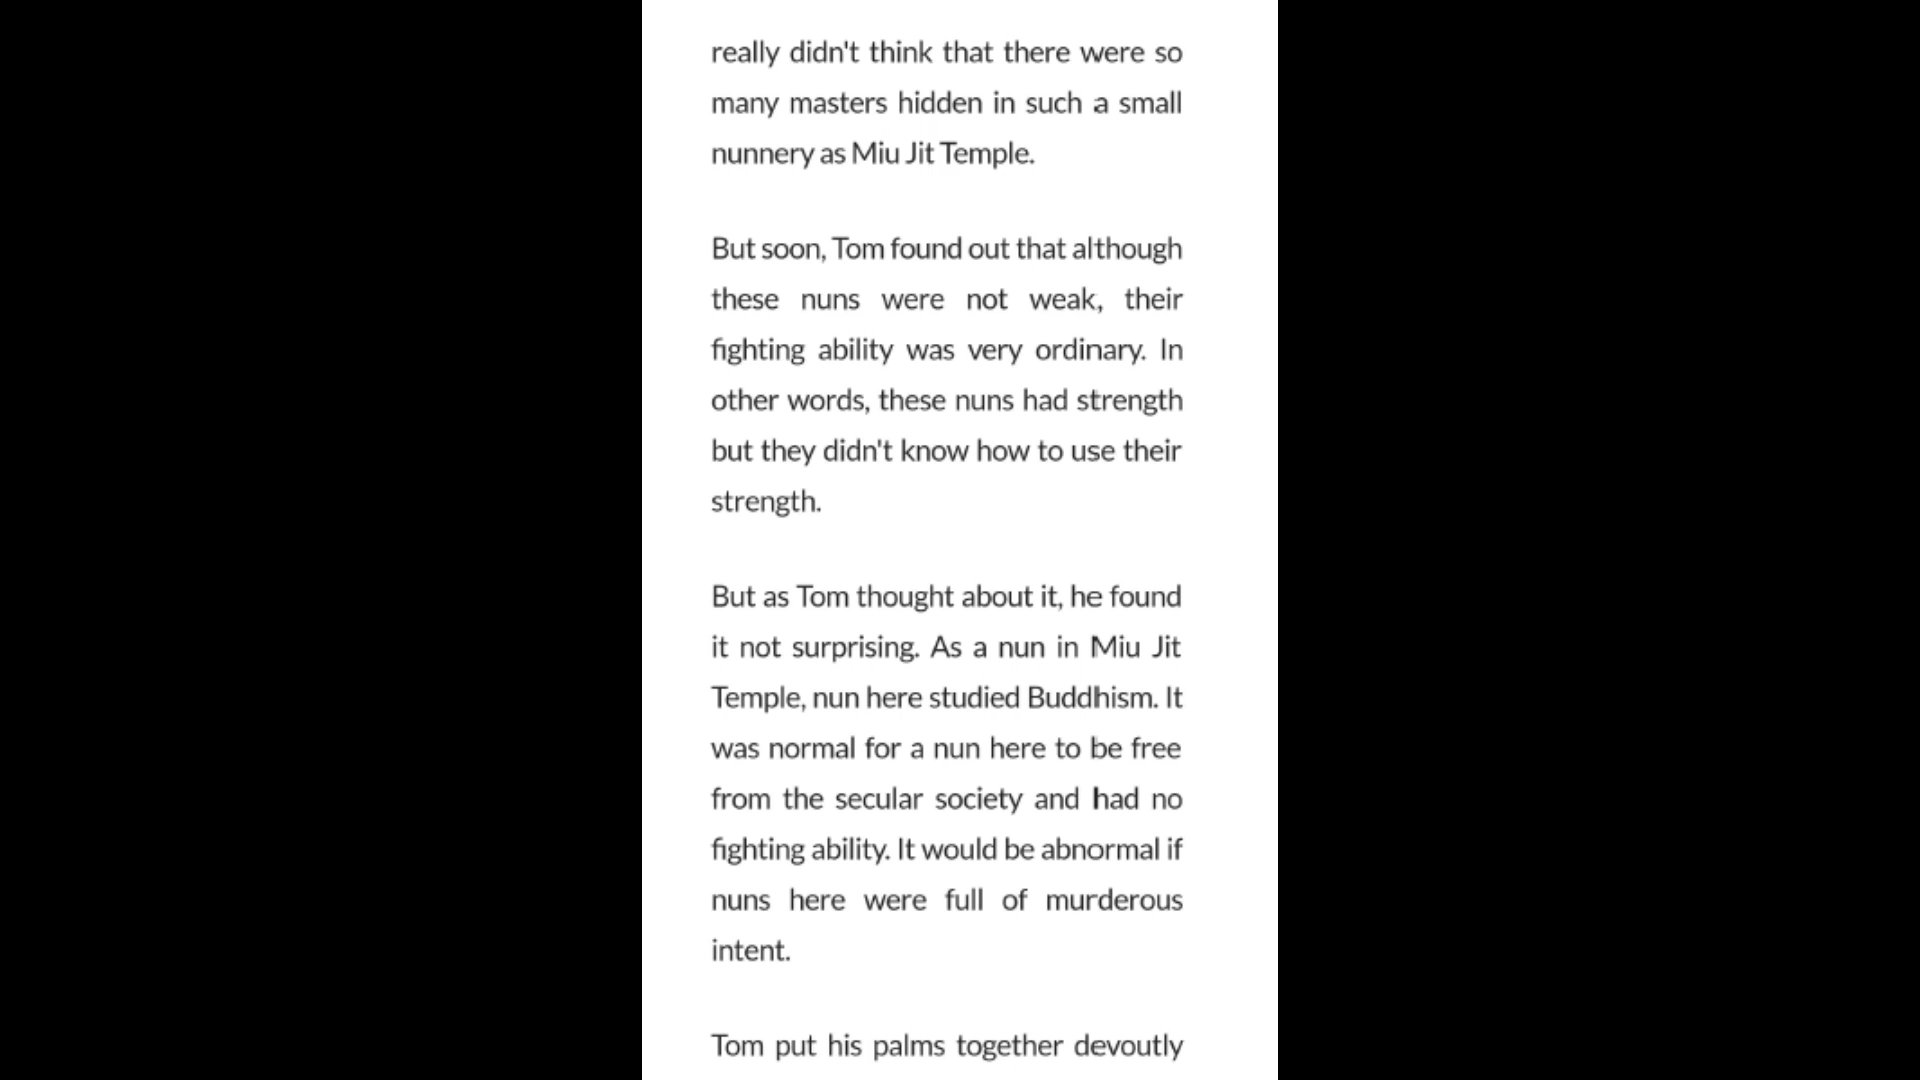 really didn't think that there were so
many masters hidden in such a small
nunnery as Miu Jit Temple.
But soon, Tom found out that although
these nuns were not weak, their
fighting ability was very ordinary. In
other words, these nuns had strength
but they didn't know how to use their
strength.
But as Tom thought about it, he found
it not surprising. As a nun in Miu Jit
Temple, nun here studied Buddhism. It
was normal for a nun here to be free
from the secular society and had no
fighting ability. It would be abnormal if
nuns here were full of murderous
intent.
Tom put his palms together devoutly